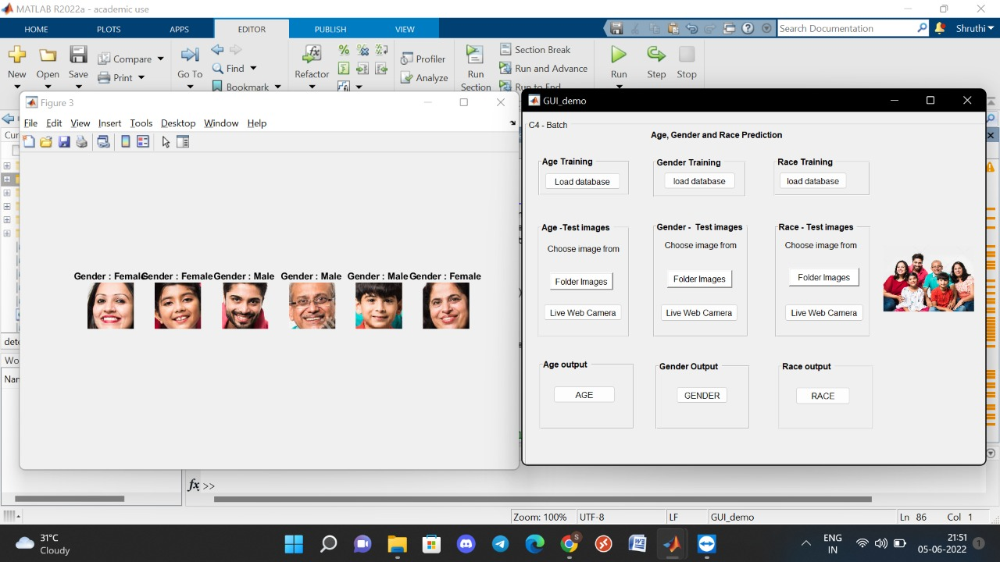 MATLAB R2022a - academic use
HOME PLOTS APPS EDITOR PUBLISH VIEW Search Documentation Shruthi
New Open Save Compare Print Go To Find Bookmark Refactor Profiler Analyze Run Section Section Break Run and Advance Run to End Run Step Stop
Figure 3
File Edit View Insert Tools Desktop Window Help
Gender : Female Gender : Female Gender : Male Gender : Male Gender : Male Gender : Female
GUI_demo
C4 - Batch
Age, Gender and Race Prediction
Age Training Gender Training Race Training
Load database load database load database
Age -Test images Gender - Test images Race - Test images
Choose image from Choose image from Choose image from
Folder Images Folder Images Folder Images
Live Web Camera Live Web Camera Live Web Camera
Age output Gender Output Race output
AGE GENDER RACE
fx >>
Zoom: 100% UTF-8 LF GUI_demo Ln 86 Col 1
31°C
Cloudy
S
W
ENG
IN
21:51
05-06-2022
1